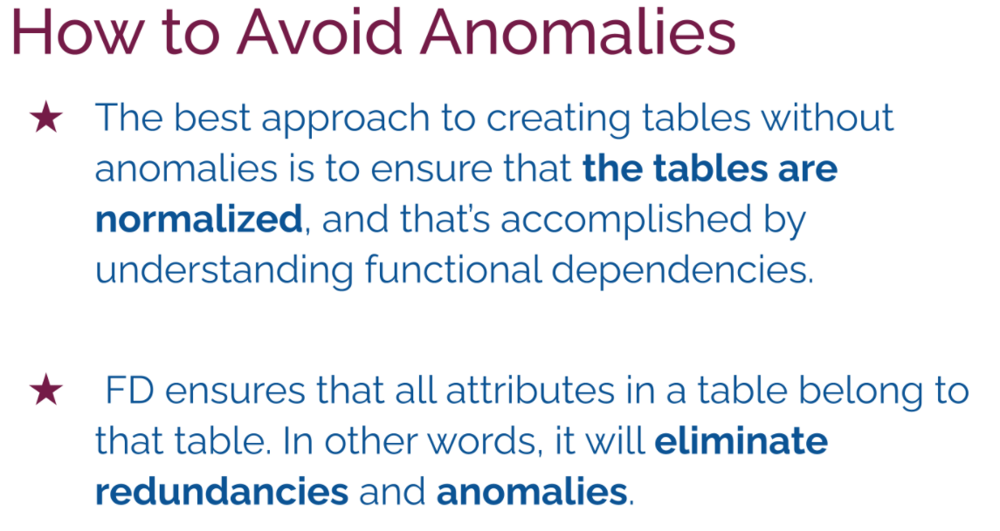 How to Avoid Anomalies
★ The best approach to creating tables without
anomalies is to ensure that the tables are
normalized, and that’s accomplished by
understanding functional dependencies.
★ FD ensures that all attributes in a table belong to
that table. In other words, it will eliminate
redundancies and anomalies.